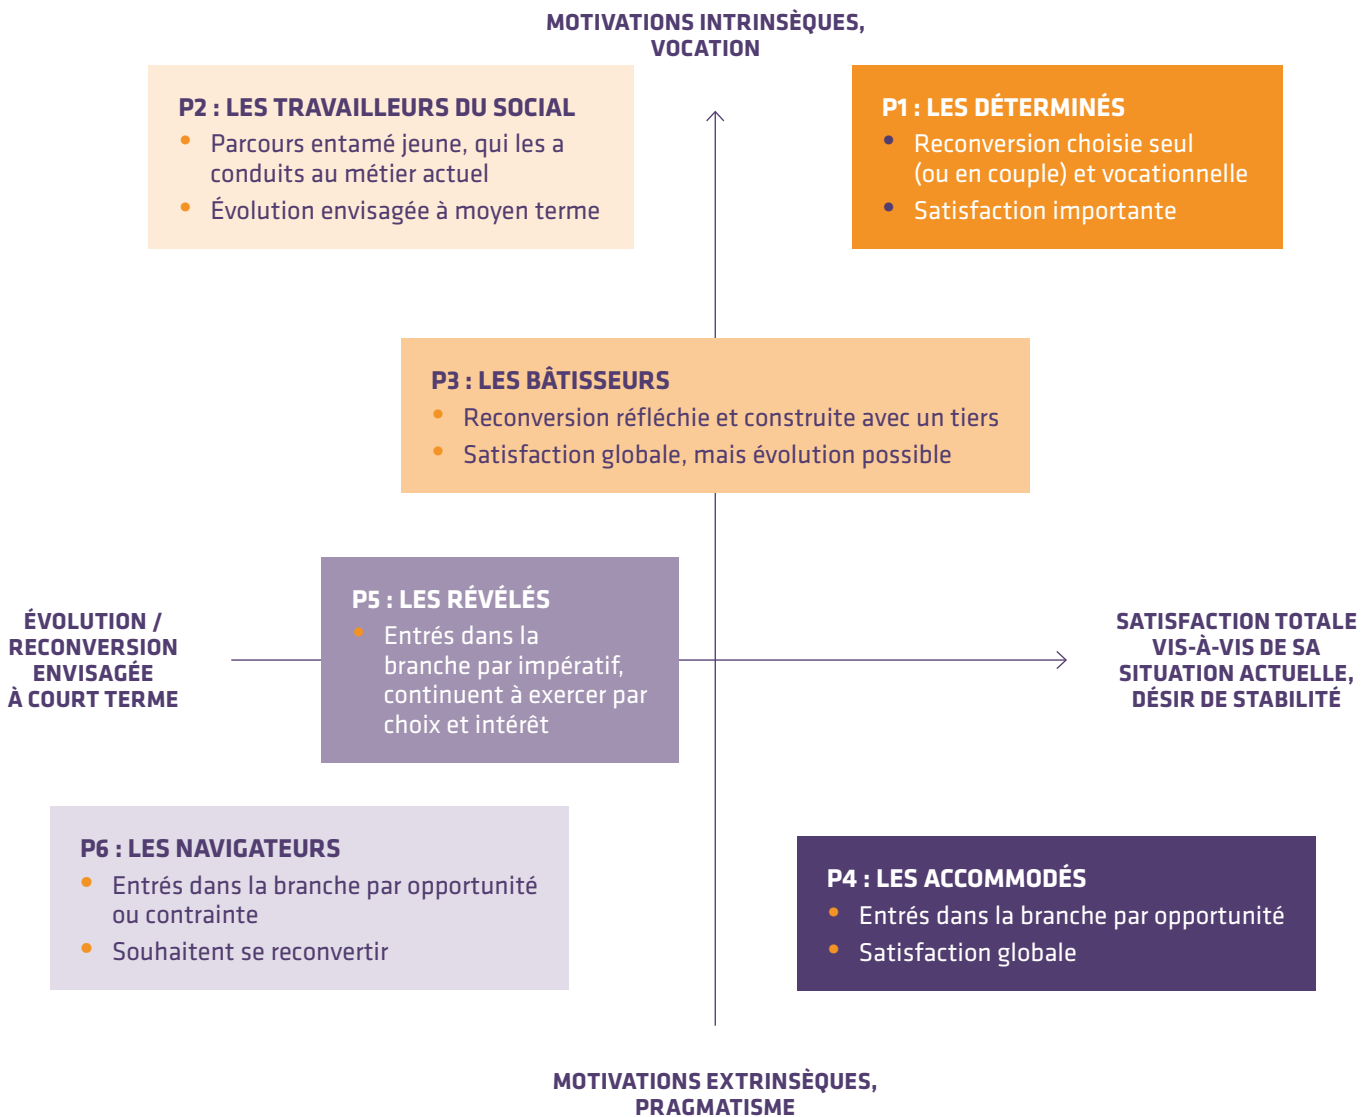 MOTIVATIONS INTRINSÈQUES,
VOCATION
P2 : LES TRAVAILLEURS DU SOCIAL
• Parcours entamé jeune, qui les a
conduits au métier actuel
• Évolution envisagée à moyen terme
P1 : LES DÉTERMINÉS
• Reconversion choisie seul
(ou en couple) et vocationnelle
• Satisfaction importante
P3 : LES BÂTISSEURS
• Reconversion réfléchie et construite avec un tiers
• Satisfaction globale, mais évolution possible
ÉVOLUTION /
RECONVERSION
ENVISAGÉE
À COURT TERME
P5 : LES RÉVÉLÉS
• Entrés dans la
branche par impératif,
continuent à exercer par
choix et intérêt
SATISFACTION TOTALE
VIS-À-VIS DE SA
SITUATION ACTUELLE,
DÉSIR DE STABILITÉ
P6 : LES NAVIGATEURS
• Entrés dans la branche par opportunité
ou contrainte
• Souhaitent se reconvertir
P4 : LES ACCOMMODÉS
• Entrés dans la branche par opportunité
• Satisfaction globale
MOTIVATIONS EXTRINSÈQUES,
PRAGMATISME